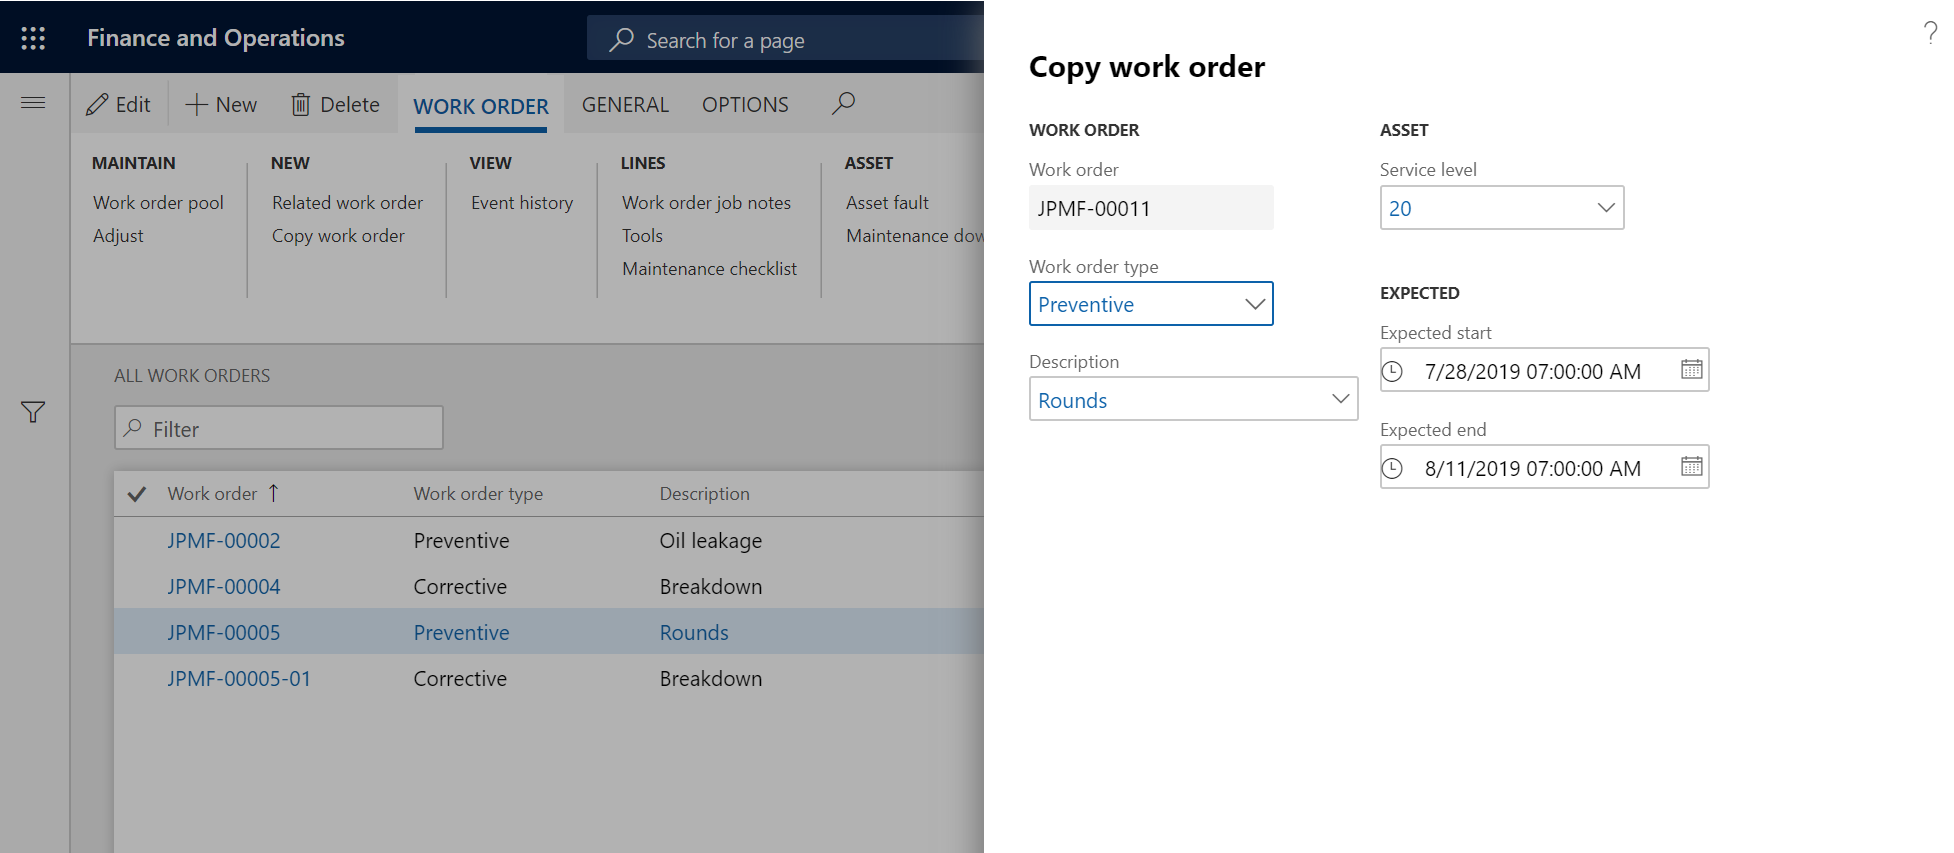 Finance and Operations
Search for a page
Edit
New
Delete
WORK ORDER
GENERAL
OPTIONS
MAINTAIN
Work order pool
Adjust
NEW
Related work order
Copy work order
VIEW
Event history
LINES
Work order job notes
Tools
Maintenance checklist
ASSET
Asset fault
Maintenance dow
ALL WORK ORDERS
Filter
Work order ↑ Work order type Description
JPMF-00002 Preventive Oil leakage
JPMF-00004 Corrective Breakdown
JPMF-00005 Preventive Rounds
JPMF-00005-01 Corrective Breakdown
?
Copy work order
WORK ORDER
Work order
JPMF-00011
Work order type
Preventive
Description
Rounds
ASSET
Service level
20
EXPECTED
Expected start
7/28/2019 07:00:00 AM
Expected end
8/11/2019 07:00:00 AM